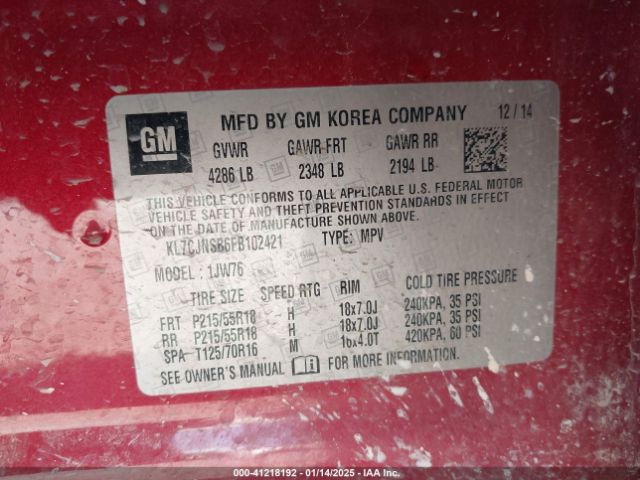 GM
MFD BY GM KOREA COMPANY 12/14
GVWR GAWR FRT GAWR RR
4286 LB 2348 LB 2194 LB
THIS VEHICLE CONFORMS TO ALL APPLICABLE U.S. FEDERAL MOTOR
VEHICLE SAFETY AND THEFT PREVENTION STANDARDS IN EFFECT
ON THE DATE OF MANUFACTURE SHOWN ABOVE.
KL7CJNSB6FB102421 TYPE: MPV
MODEL: 1JW76
TIRE SIZE SPEED RTG RIM COLD TIRE PRESSURE
FRT P215/55R18 H 18x7.0J 240KPA, 35 PSI
RR P215/55R18 H 18x7.0J 240KPA, 35 PSI
SPA T125/70R16 M 16x4.0T 420KPA, 60 PSI
SEE OWNER'S MANUAL FOR MORE INFORMATION.
000-41218192 - 01/14/2025 - IAA Inc.